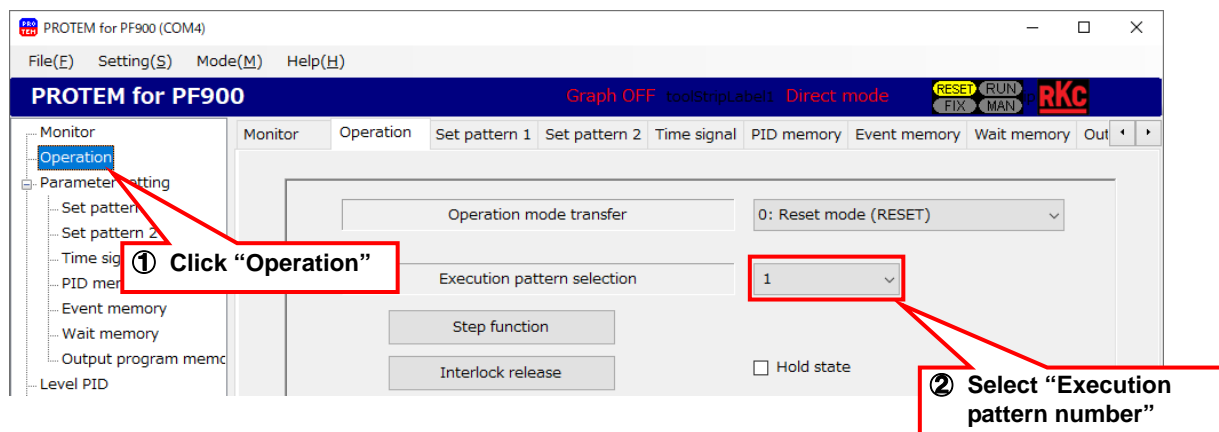 PROTEM for PF900 (COM4)
File(F) Setting(S) Mode(M) Help(H)
PROTEM for PF900
Graph OFF toolStripLabel1 Direct mode
RESET RUN
FIX MAN
RKC
Monitor
Operation
Parameter setting
Set pattern
Set pattern 2
Time sig
PID mem
Event memory
Wait memory
Output program memo
Level PID
Monitor Operation Set pattern 1 Set pattern 2 Time signal PID memory Event memory Wait memory Out
Operation mode transfer 0: Reset mode (RESET)
Execution pattern selection 1
Step function
Interlock release Hold state
① Click “Operation”
② Select “Execution
pattern number”